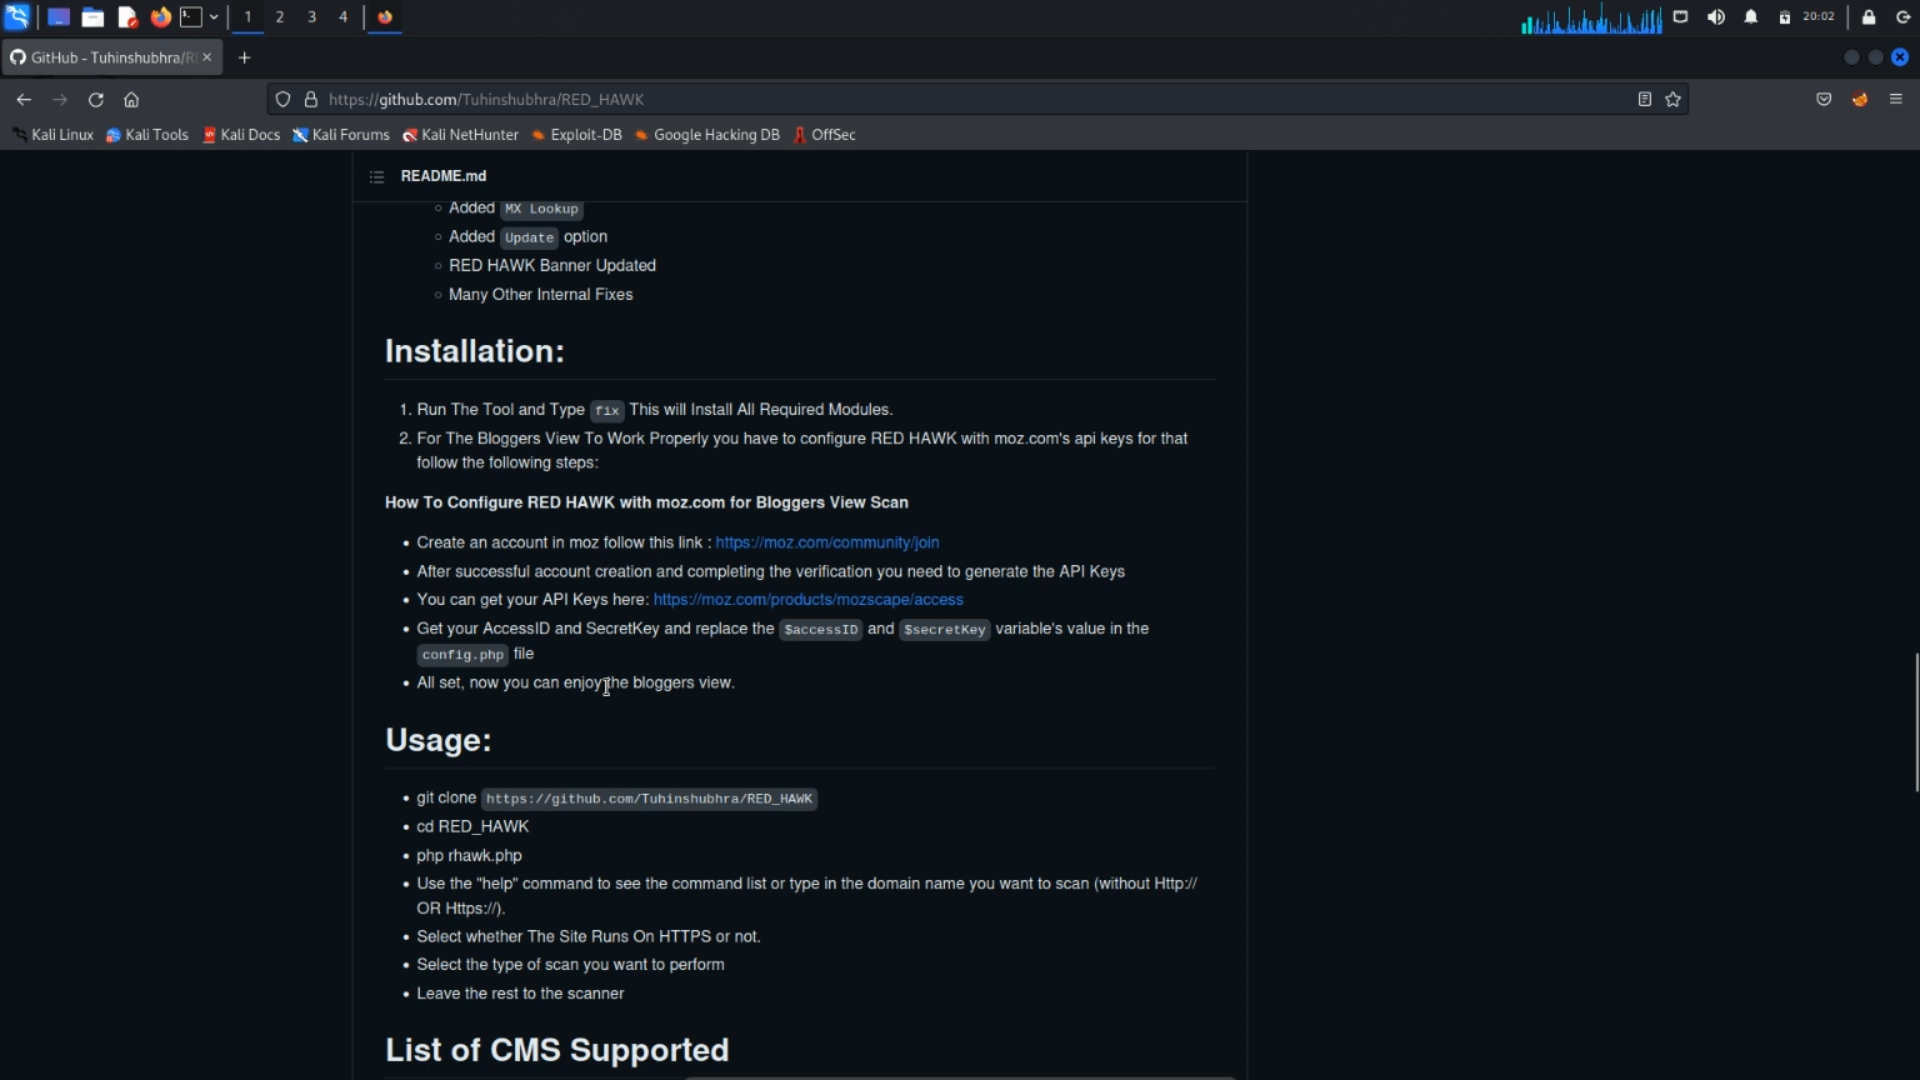 1 2 3 4 20:02
GitHub - Tuhinshubhra/R
https://github.com/Tuhinshubhra/RED_HAWK
Kali Linux Kali Tools Kali Docs Kali Forums Kali NetHunter Exploit-DB Google Hacking DB OffSec
README.md
Added MX Lookup
Added Update option
RED HAWK Banner Updated
Many Other Internal Fixes
Installation:
1. Run The Tool and Type fix This will Install All Required Modules.
2. For The Bloggers View To Work Properly you have to configure RED HAWK with moz.com's api keys for that
follow the following steps:
How To Configure RED HAWK with moz.com for Bloggers View Scan
• Create an account in moz follow this link : https://moz.com/community/join
• After successful account creation and completing the verification you need to generate the API Keys
• You can get your API Keys here: https://moz.com/products/mozscape/access
• Get your AccessID and SecretKey and replace the $accessID and $secretKey variable's value in the
config.php file
• All set, now you can enjoy the bloggers view.
Usage:
• git clone https://github.com/Tuhinshubhra/RED_HAWK
• cd RED_HAWK
• php rhawk.php
• Use the "help" command to see the command list or type in the domain name you want to scan (without Http://
OR Https://).
• Select whether The Site Runs On HTTPS or not.
• Select the type of scan you want to perform
• Leave the rest to the scanner
List of CMS Supported